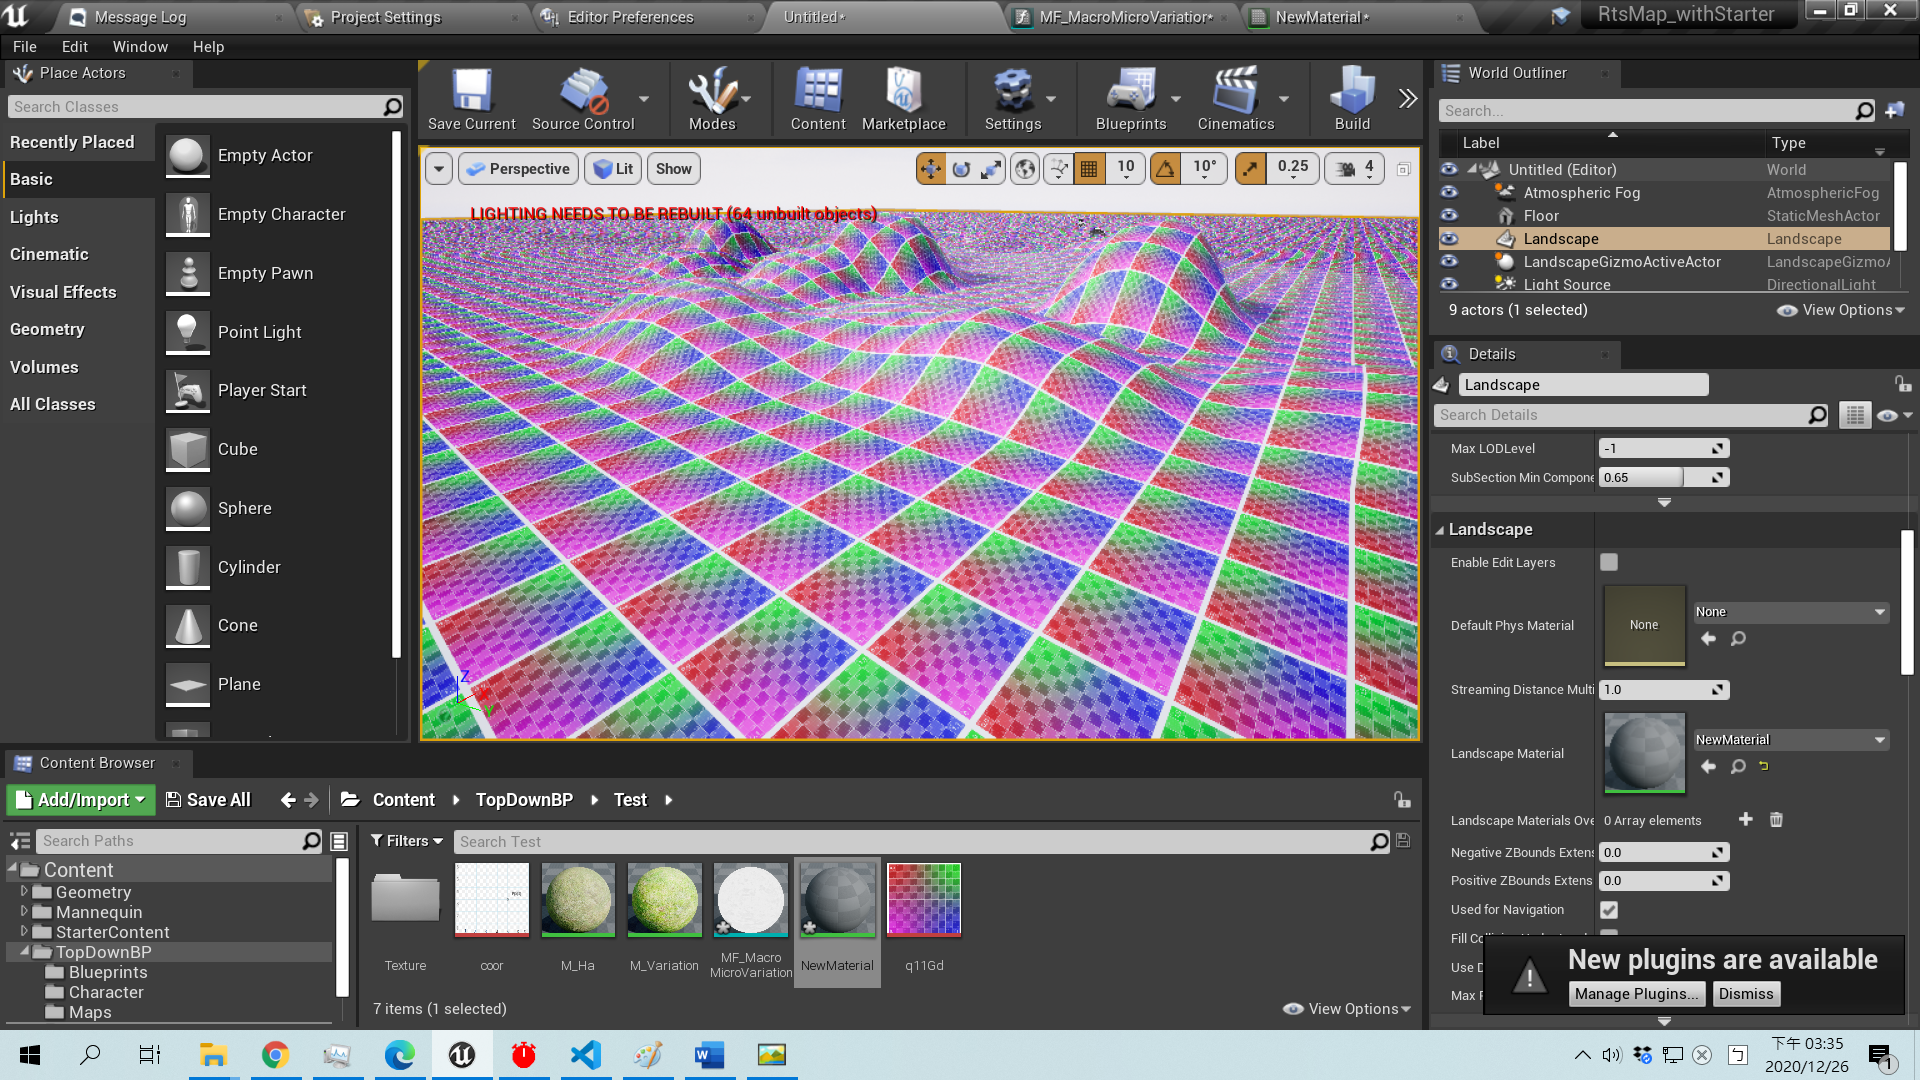 Message Log
Project Settings
Editor Preferences
Untitled*
MF_MacroMicroVariatior*
NewMaterial*
RtsMap_withStarter
File Edit Window Help
Place Actors
Search Classes
Recently Placed
Basic
Lights
Cinematic
Visual Effects
Geometry
Volumes
All Classes
Empty Actor
Empty Character
Empty Pawn
Point Light
Player Start
Cube
Sphere
Cylinder
Cone
Plane
Save Current
Source Control
Modes
Content
Marketplace
Settings
Blueprints
Cinematics
Build
Perspective
Lit
Show
10
10°
0.25
4
LIGHTING NEEDS TO BE REBUILT (64 unbuilt objects)
Z
X
Y
World Outliner
Search...
Label Type
Untitled (Editor) World
Atmospheric Fog AtmosphericFog
Floor StaticMeshActor
Landscape Landscape
LandscapeGizmoActiveActor LandscapeGizmoA
Light Source DirectionalLight
9 actors (1 selected)
View Options
Details
Landscape
Search Details
Max LODLevel -1
SubSection Min Compone 0.65
Landscape
Enable Edit Layers
Default Phys Material
None
None
Streaming Distance Multi 1.0
Landscape Material
NewMaterial
Landscape Materials Ove 0 Array elements
Negative ZBounds Extens 0.0
Positive ZBounds Extens 0.0
Used for Navigation
Use D
New plugins are available
Manage Plugins...
Dismiss
Content Browser
Add/Import
Save All
Content
TopDownBP
Test
Search Paths
Filters
Search Test
Content
Geometry
Mannequin
StarterContent
TopDownBP
Blueprints
Character
Maps
Texture
coor
M_Ha
M_Variation
MF_Macro
MicroVariation
NewMaterial
q11Gd
7 items (1 selected)
View Options
下午 03:35
2020/12/26
1